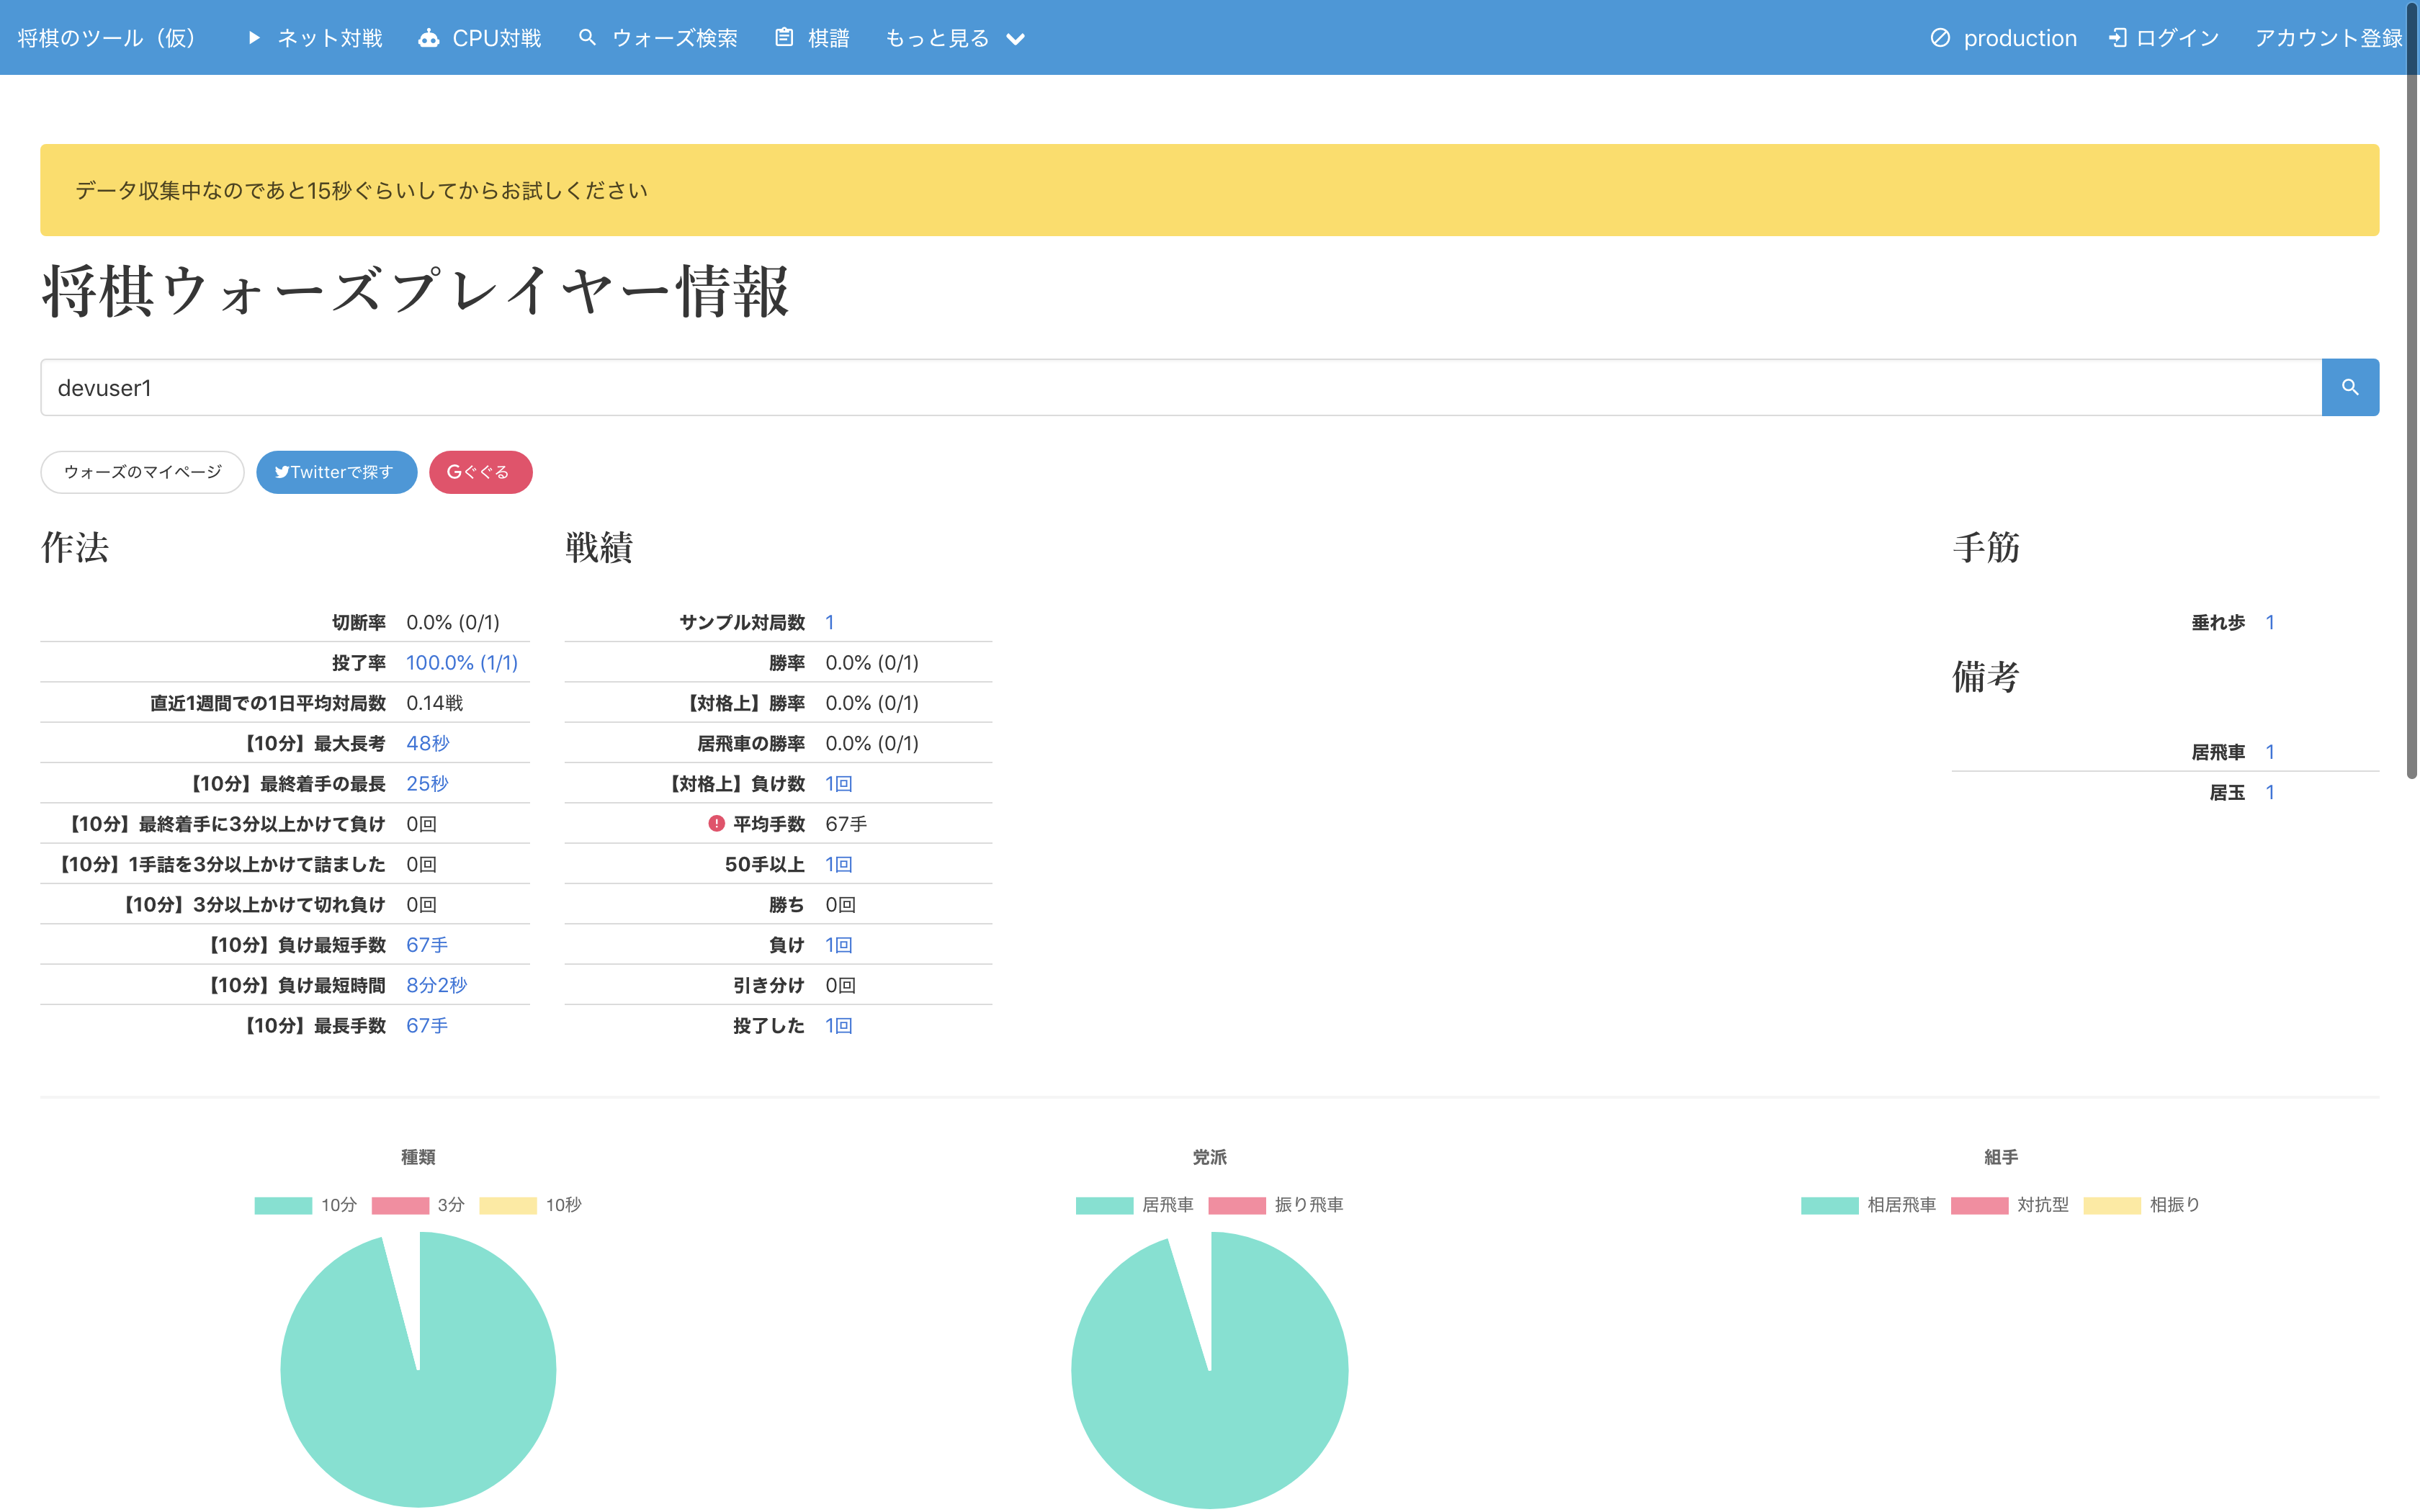 将棋のツール（仮） ネット対戦 CPU対戦 ウォーズ検索 棋譜 もっと見る production ログイン アカウント登録
データ収集中なのであと15秒ぐらいしてからお試しください
将棋ウォーズプレイヤー情報
devuser1
ウォーズのマイページ Twitterで探す Gぐぐる
作法
切断率 0.0% (0/1)
投了率 100.0% (1/1)
直近1週間での1日平均対局数 0.14戦
【10分】最大長考 48秒
【10分】最終着手の最長 25秒
【10分】最終着手に3分以上かけて負け 0回
【10分】1手詰を3分以上かけて詰ました 0回
【10分】3分以上かけて切れ負け 0回
【10分】負け最短手数 67手
【10分】負け最短時間 8分2秒
【10分】最長手数 67手
戦績
サンプル対局数 1
勝率 0.0% (0/1)
【対格上】勝率 0.0% (0/1)
居飛車の勝率 0.0% (0/1)
【対格上】負け数 1回
平均手数 67手
50手以上 1回
勝ち 0回
負け 1回
引き分け 0回
投了した 1回
手筋
垂れ歩 1
備考
居飛車 1
居玉 1
種類
10分 3分 10秒
党派
居飛車 振り飛車
組手
相居飛車 対抗型 相振り